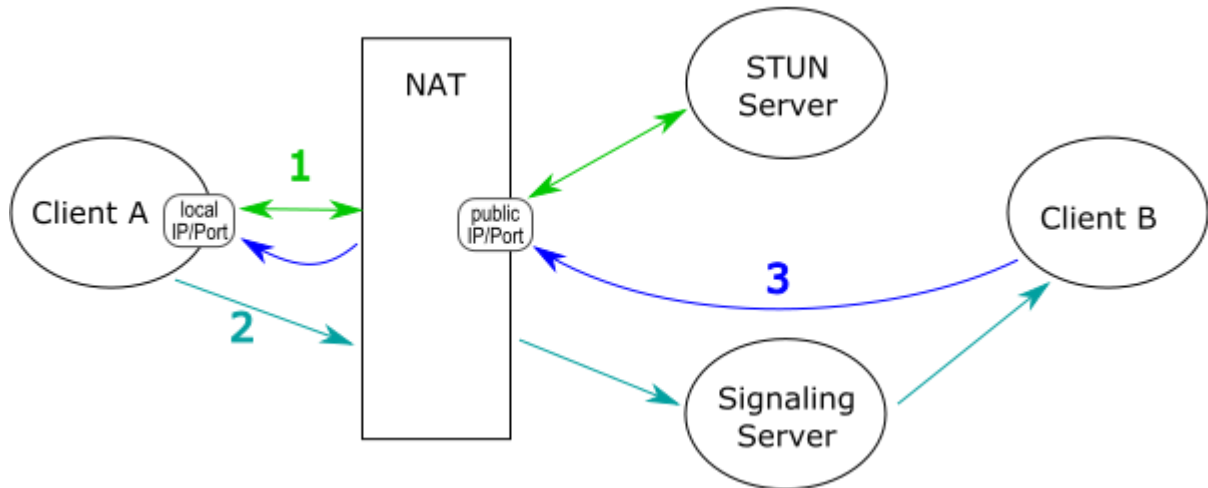 NAT
STUN
Server
1
Client A
local
IP/Port
public
IP/Port
Client B
3
2
Signaling
Server